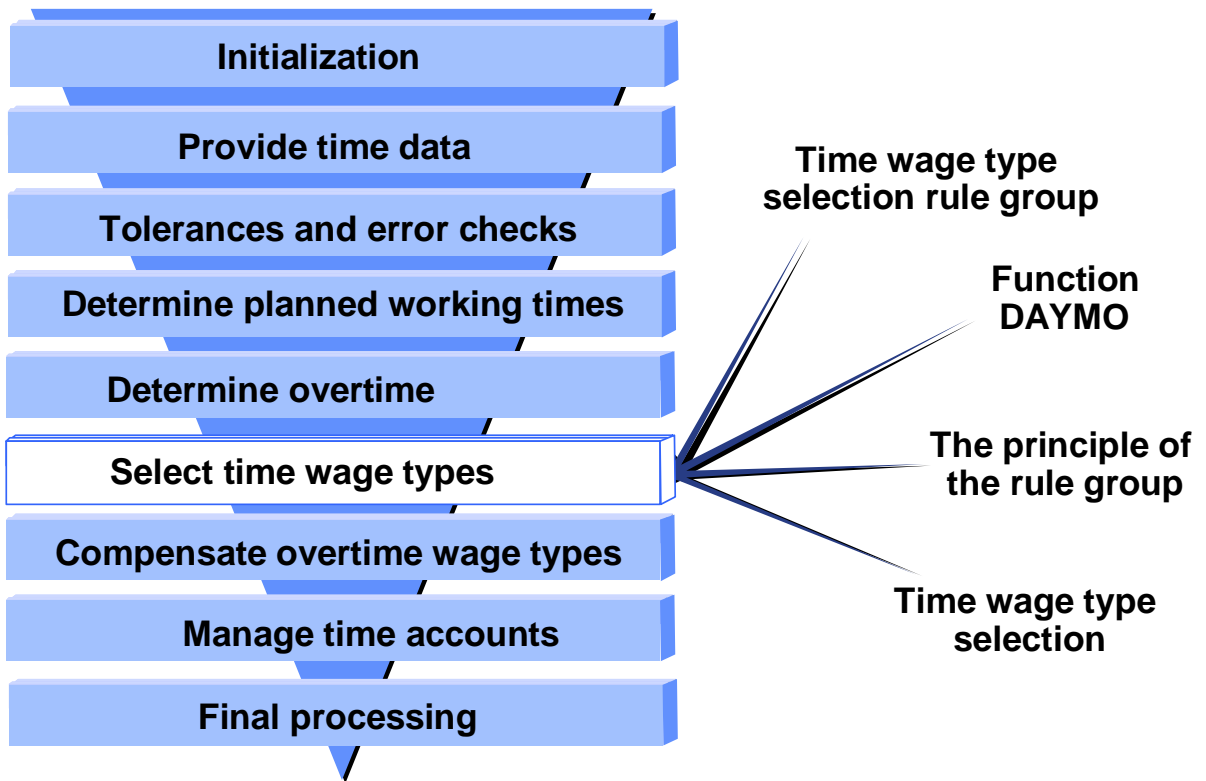 Initialization
Provide time data
Tolerances and error checks
Determine planned working times
Determine overtime
Select time wage types
Compensate overtime wage types
Manage time accounts
Final processing
Time wage type
selection rule group
Function
DAYMO
The principle of
the rule group
Time wage type
selection